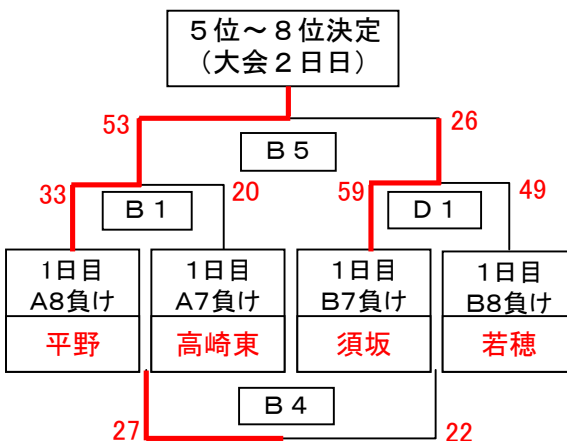 5位～8位決定
(大会2日日)
53
26
B5
33
20
59
49
B1
D1
1日目
A8負け
1日目
A7負け
1日目
B7負け
1日目
B8負け
平野
高崎東
須坂
若穂
B4
27
22